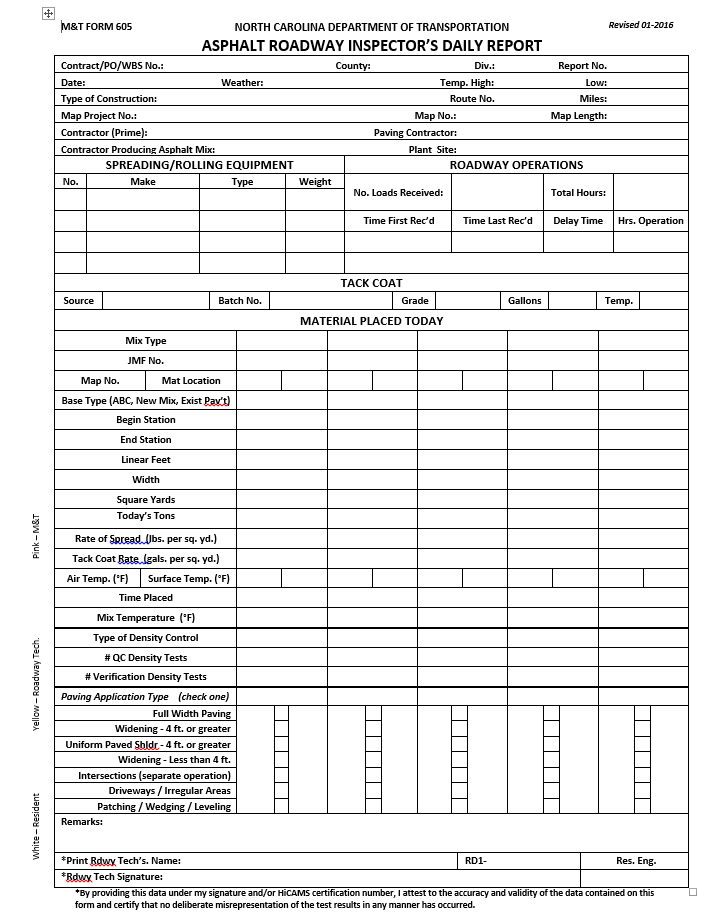 M&T FORM 605 NORTH CAROLINA DEPARTMENT OF TRANSPORTATION Revised 01-2016
ASPHALT ROADWAY INSPECTOR'S DAILY REPORT
Contract/PO/WBS No.: County: Div.: Report No.
Date: Weather: Temp. High: Low:
Type of Construction: Route No. Miles:
Map Project No.: Map No.: Map Length:
Contractor (Prime): Paving Contractor:
Contractor Producing Asphalt Mix: Plant Site:
SPREADING/ROLLING EQUIPMENT ROADWAY OPERATIONS
No. Make Type Weight
No. Loads Received: Total Hours:
Time First Rec'd Time Last Rec'd Delay Time Hrs. Operation
TACK COAT
Source Batch No. Grade Gallons Temp.
MATERIAL PLACED TODAY
Mix Type
JMF No.
Map No. Mat Location
Base Type (ABC, New Mix, Exist Pav't)
Begin Station
End Station
Linear Feet
Width
Square Yards
Today's Tons
Rate of Spread (lbs. per sq. yd.)
Tack Coat Rate (gals. per sq. yd.)
Air Temp. (°F) Surface Temp. (°F)
Time Placed
Mix Temperature (°F)
Type of Density Control
# QC Density Tests
# Verification Density Tests
Paving Application Type (check one)
Full Width Paving
Widening - 4 ft. or greater
Uniform Paved Shldr - 4 ft. or greater
Widening - Less than 4 ft.
Intersections (separate operation)
Driveways / Irregular Areas
Patching / Wedging / Leveling
Remarks:
*Print Rdwy Tech's. Name: RD1- Res. Eng.
*Rdwy Tech Signature:
*By providing this data under my signature and/or HiCAMS certification number, I attest to the accuracy and validity of the data contained on this
form and certify that no deliberate misrepresentation of the test results in any manner has occurred.
White – Resident Yellow – Roadway Tech. Pink – M&T